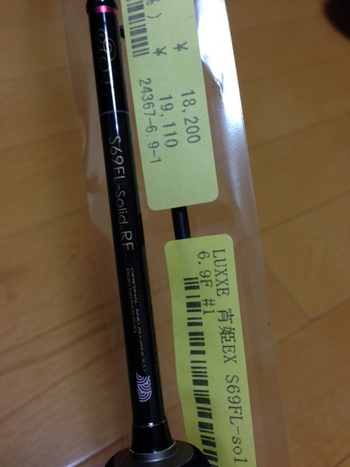 S69FL-solid.RF
) *
* 18,200
19,110
24367-6.9-1
LUXXE 宵姫EX S69FL-sol
6.9F #1